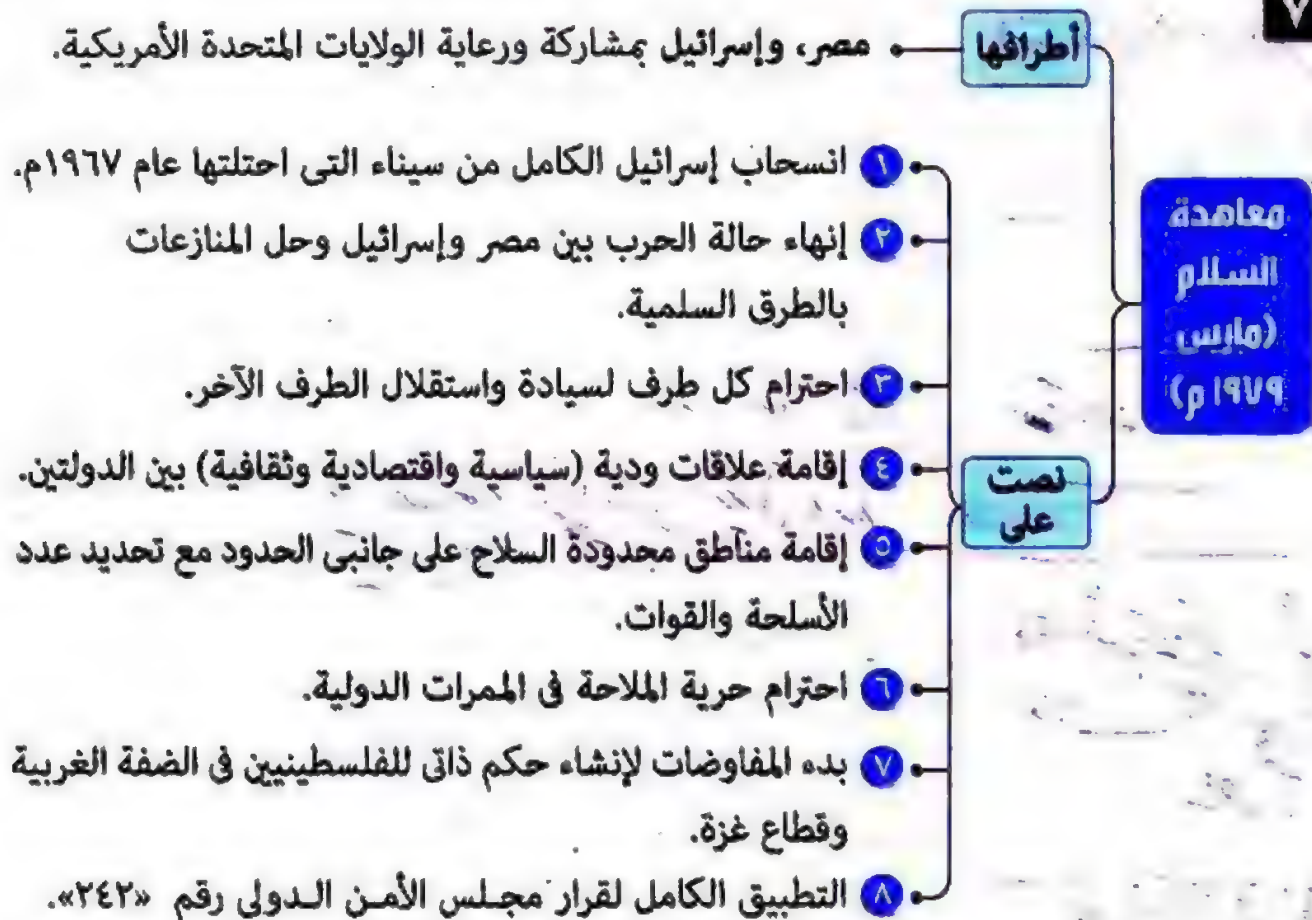 ٧
أطرافها
مصر، وإسرائيل بمشاركة ورعاية الولايات المتحدة الأمريكية.
معاهدة
السلام
(مارس
١٩٧٩ م)
نصت
على
١ انسحاب إسرائيل الكامل من سيناء التى احتلتها عام ١٩٦٧م.
٢ إنهاء حالة الحرب بين مصر وإسرائيل وحل المنازعات
بالطرق السلمية.
٣ احترام كل طرف لسيادة واستقلال الطرف الآخر.
٤ إقامة علاقات ودية (سياسية واقتصادية وثقافية) بين الدولتين.
٥ إقامة مناطق محدودة السلاح على جانبى الحدود مع تحديد عدد
الأسلحة والقوات.
٦ احترام حرية الملاحة فى الممرات الدولية.
٧ بدء المفاوضات لإنشاء حكم ذاتى للفلسطينيين فى الضفة الغربية
وقطاع غزة.
٨ التطبيق الكامل لقرار مجلس الأمن الدولى رقم «٢٤٢».